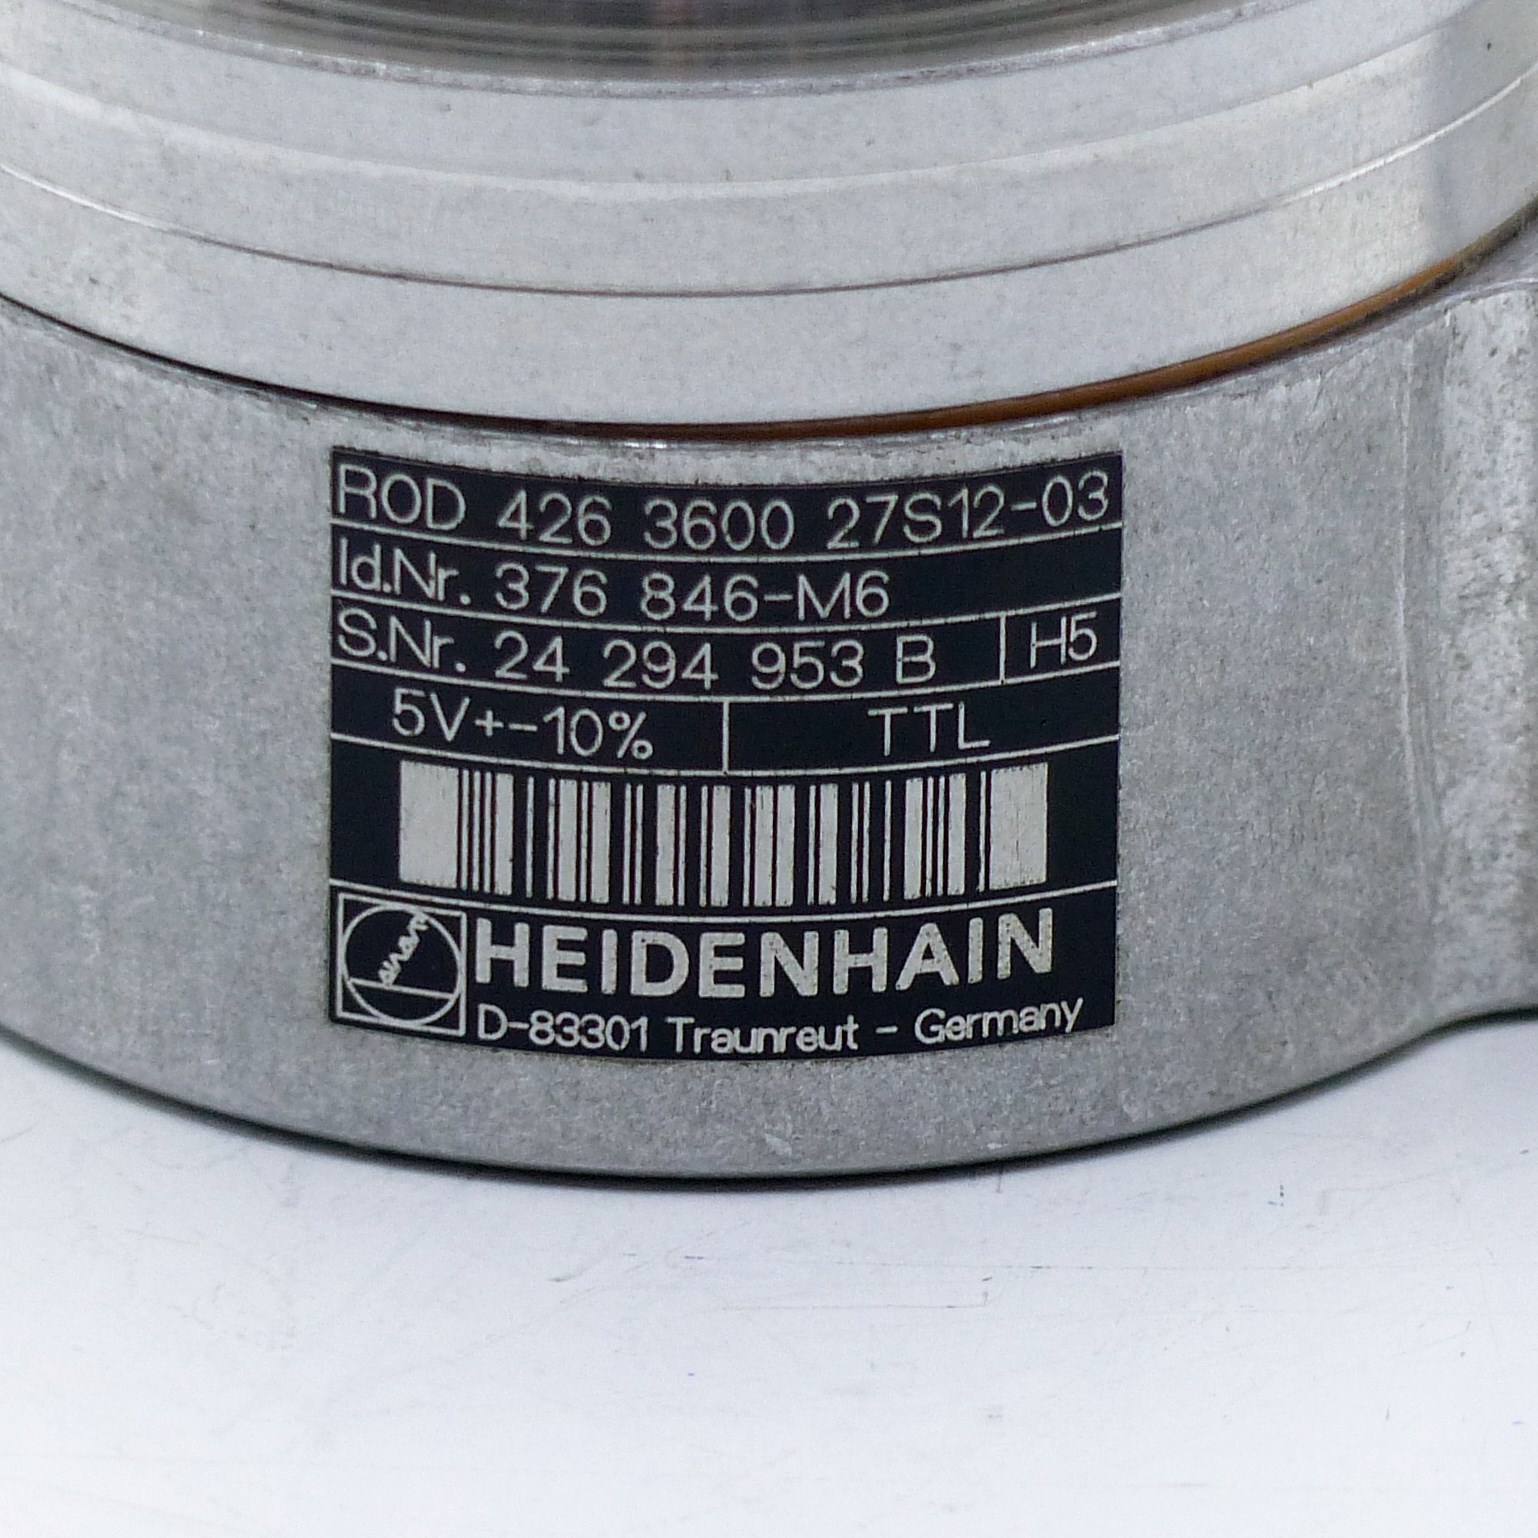 ROD 426 3600 27S12-03
Id.Nr. 376 846-M6
S.Nr. 24 294 953 B H5
5V+-10% TTL
HEIDENHAIN
D-83301 Traunreut - Germany